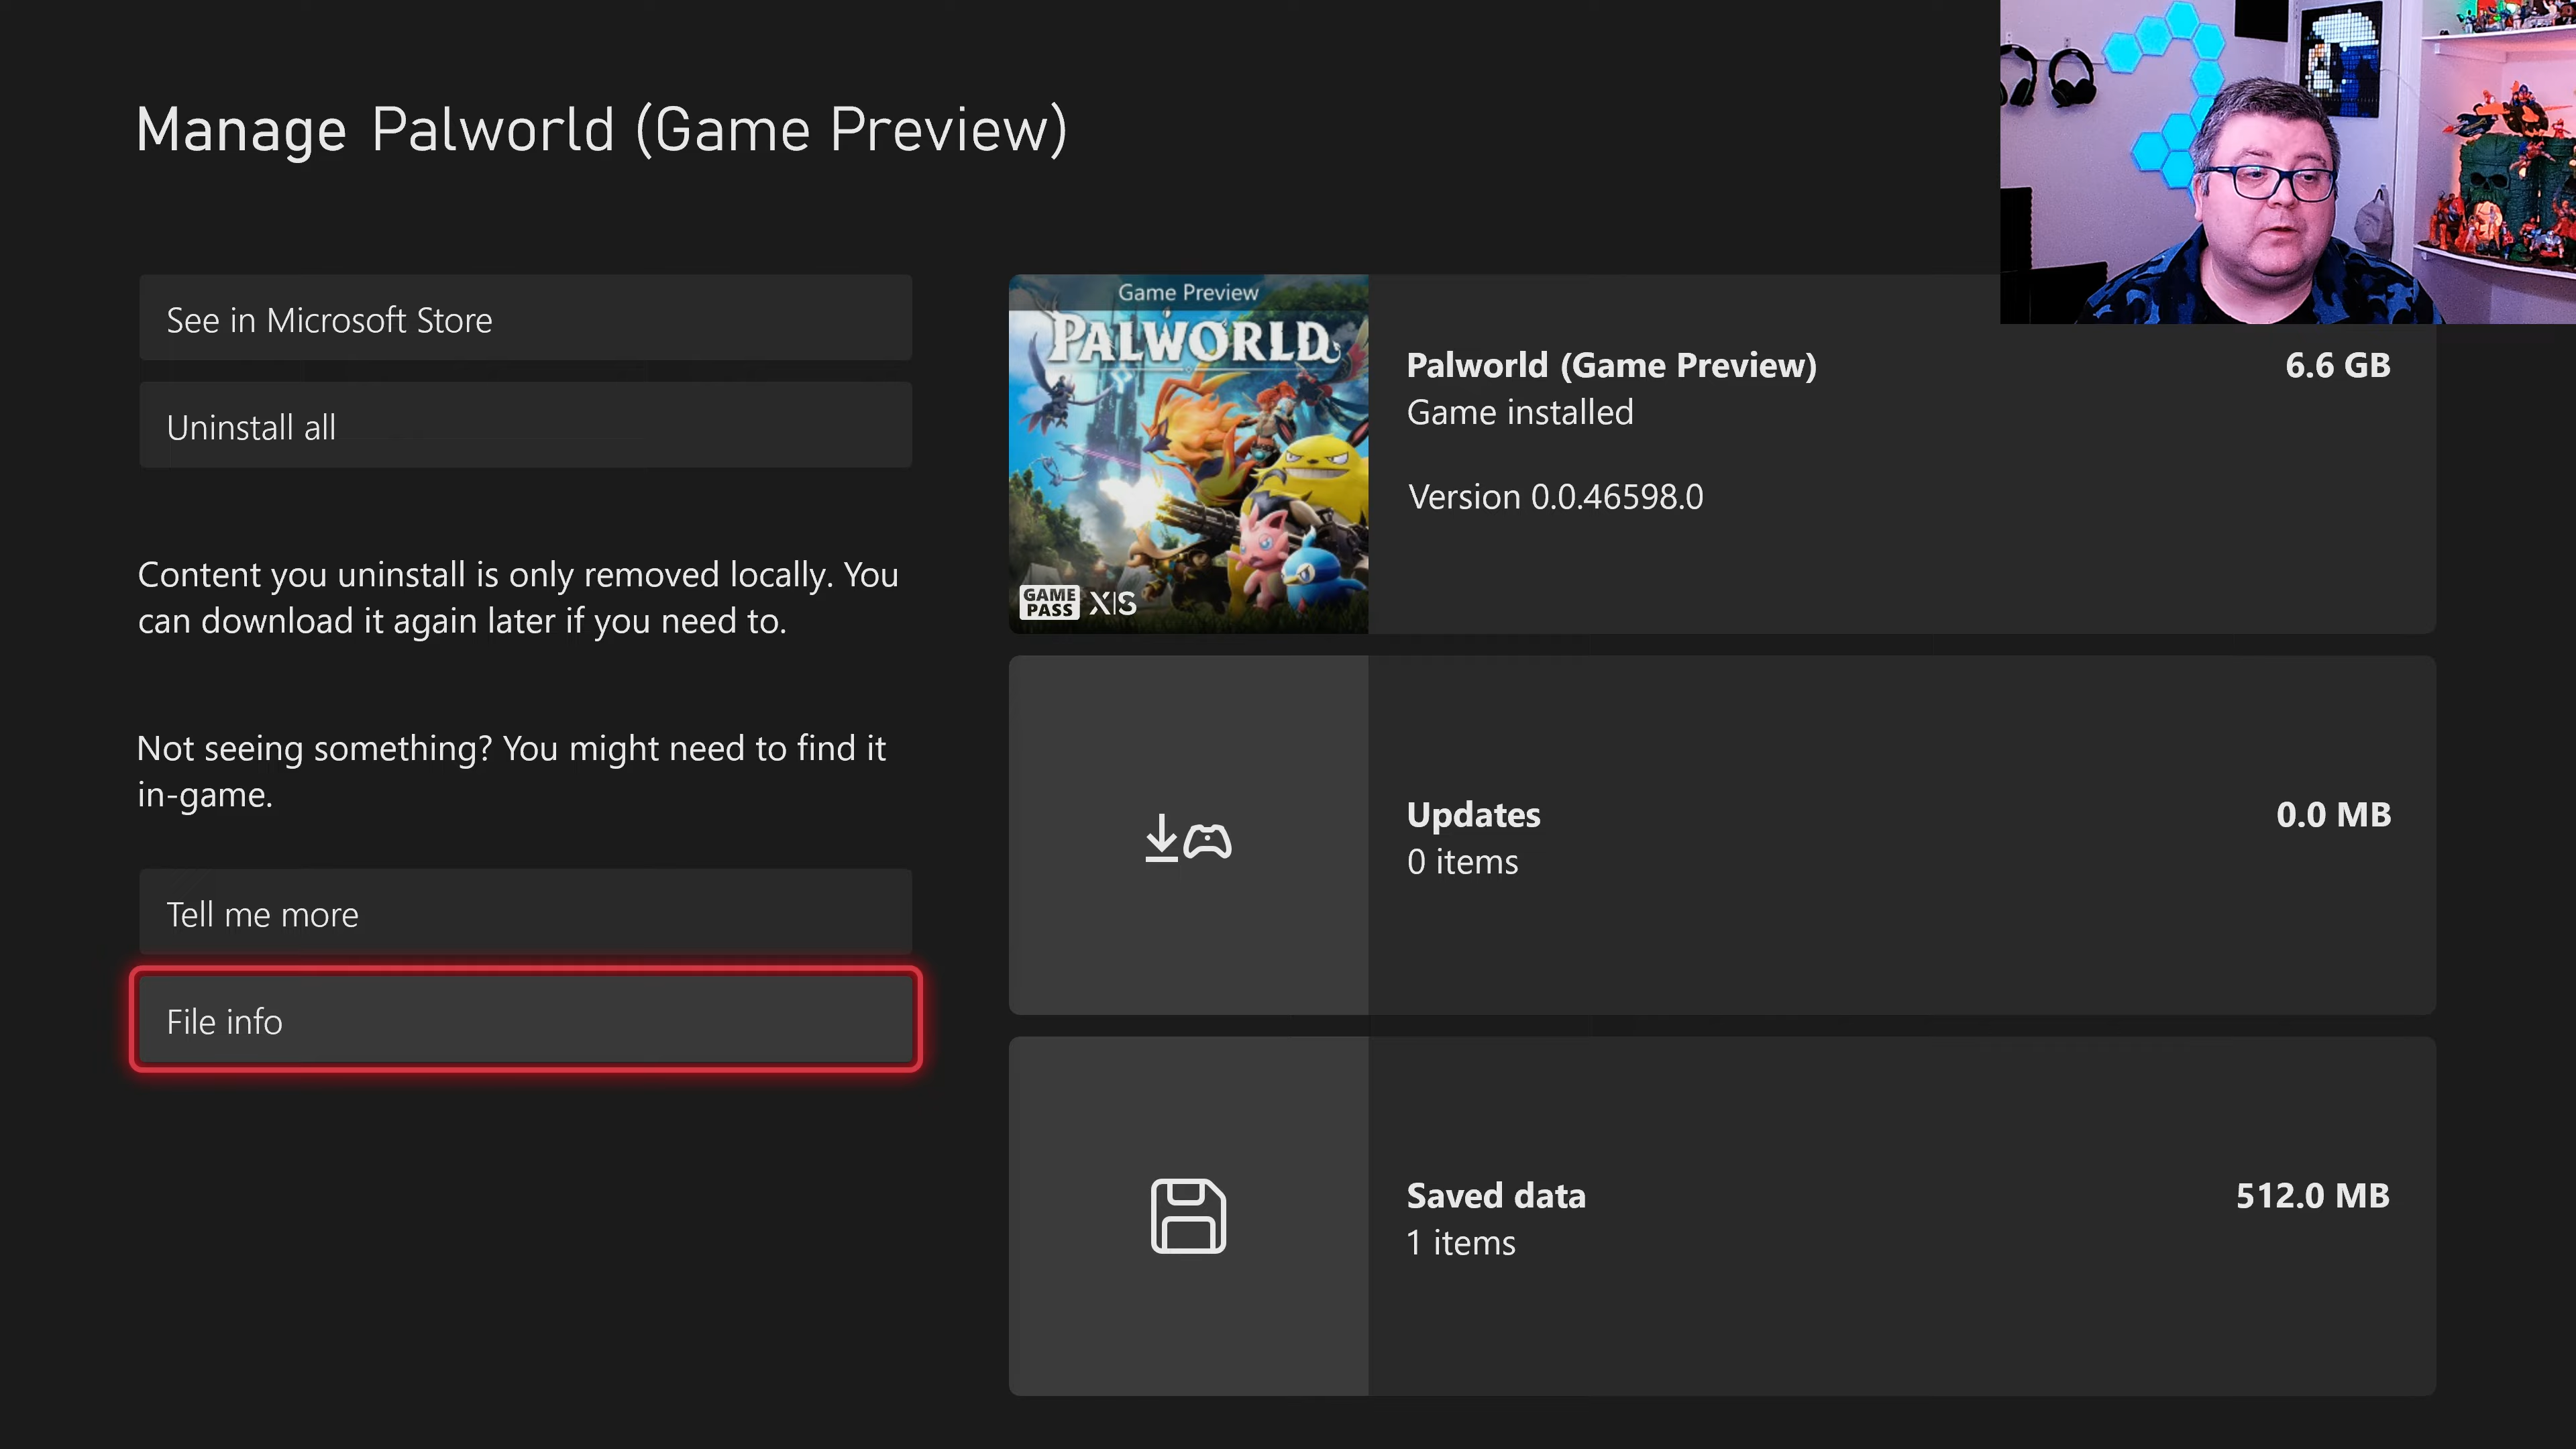 Manage Palworld (Game Preview)
See in Microsoft Store
Uninstall all
Content you uninstall is only removed locally. You
can download it again later if you need to.
Not seeing something? You might need to find it
in-game.
Tell me more
File info
Game Preview
PALWORLD
GAME
PASS
X|S
Palworld (Game Preview)
6.6 GB
Game installed
Version 0.0.46598.0
Updates
0.0 MB
0 items
Saved data
512.0 MB
1 items